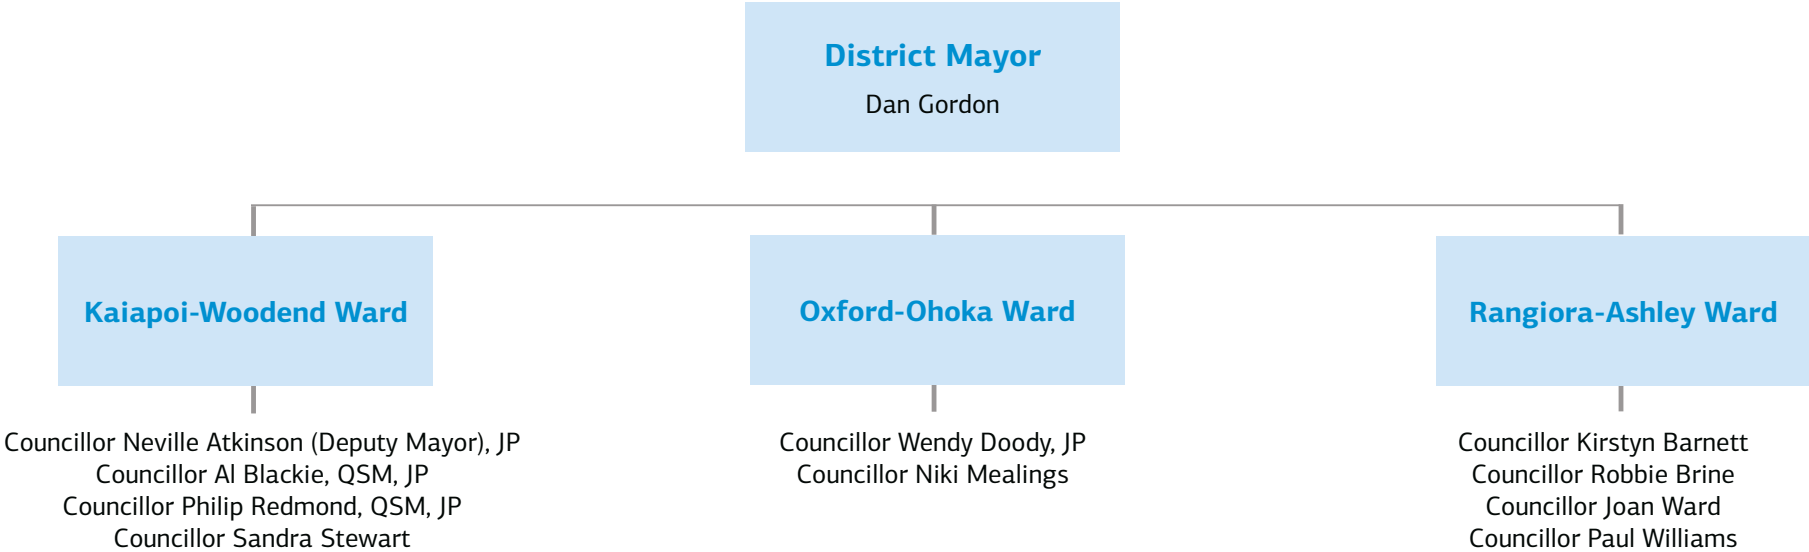 District Mayor
Dan Gordon
Kaiapoi-Woodend Ward
Councillor Neville Atkinson (Deputy Mayor), JP
Councillor Al Blackie, QSM, JP
Councillor Philip Redmond, QSM, JP
Councillor Sandra Stewart
Oxford-Ohoka Ward
Councillor Wendy Doody, JP
Councillor Niki Mealings
Rangiora-Ashley Ward
Councillor Kirstyn Barnett
Councillor Robbie Brine
Councillor Joan Ward
Councillor Paul Williams